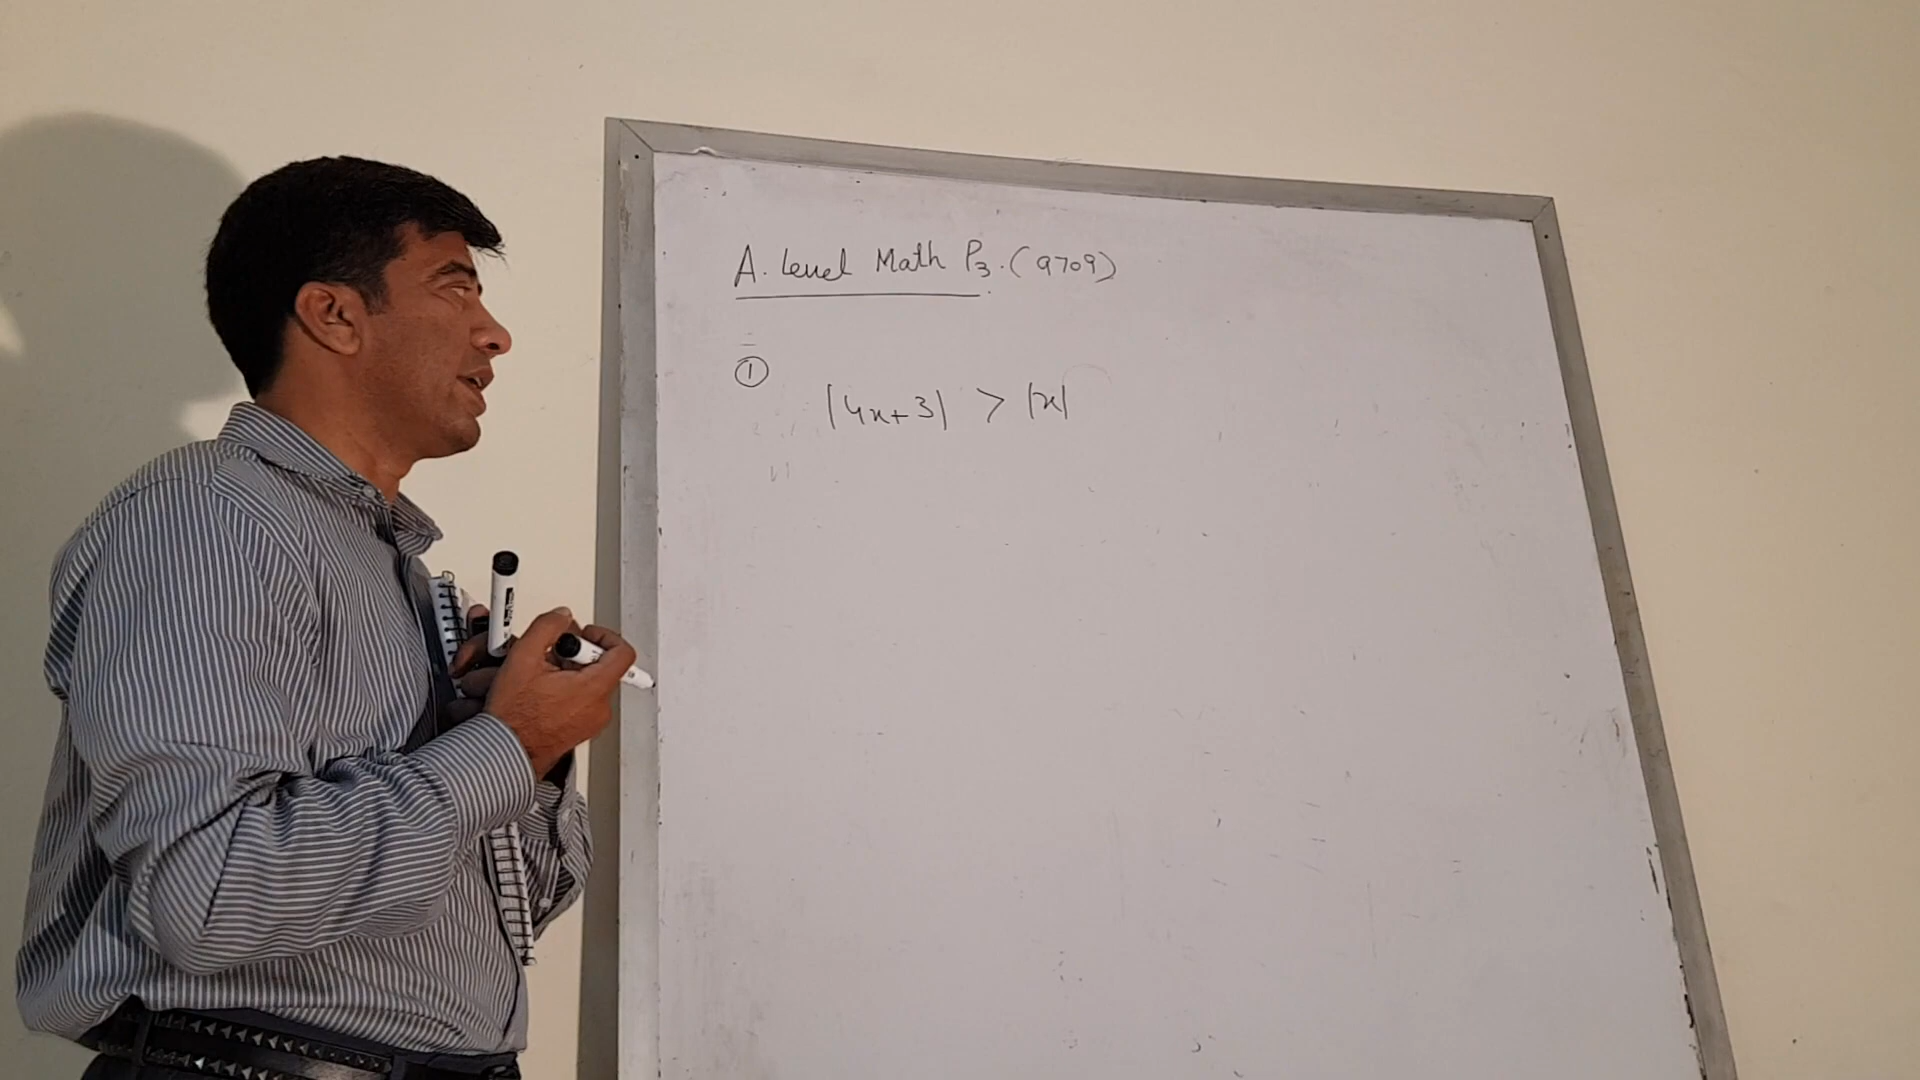 A. Level Math P3. (9709)
①
|4x+3| > |x|